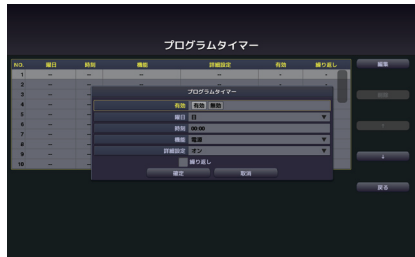 プログラムタイマー
NO. 曜日 時刻 機能 詳細設定 有効 繰り返し
編集
1 -- -- -- -- - -
2 -- -- -- -- - -
プログラムタイマー
3
削除
有効 有効 無効
4
曜日 日 ▼
5
時刻 00:00
6
↑
機能 電源 ▼
7
詳細設定 オン ▼
8
繰り返し
9
↓
確定 取消
10
戻る